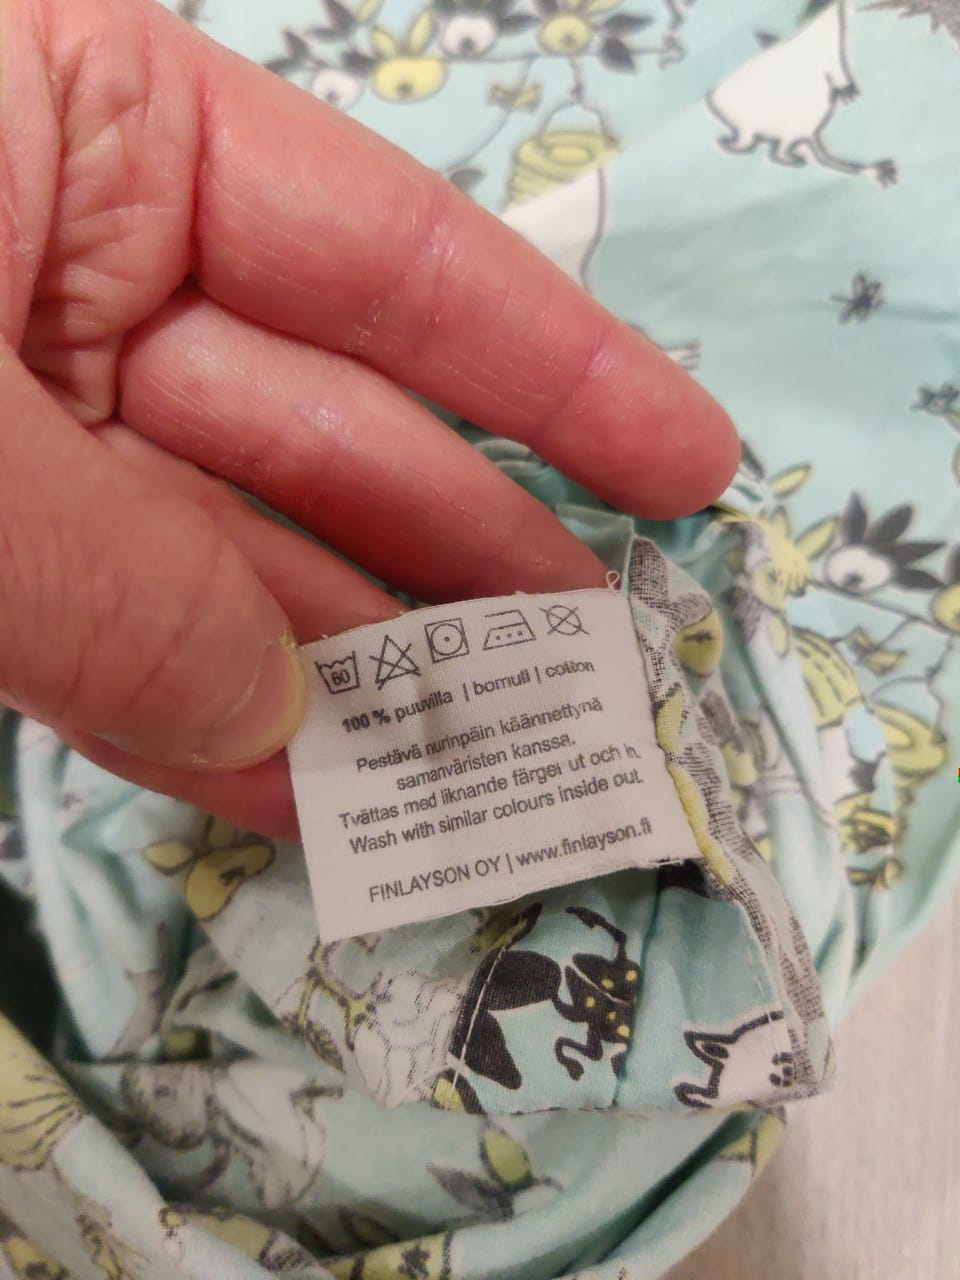 60
100 % puuvilla | bomull | cotton
Pestävä nurinpäin käännettynä
samanväristen kanssa.
Tvättas med liknande färger ut och in.
Wash with similar colours inside out.
FINLAYSON OY | www.finlayson.fi